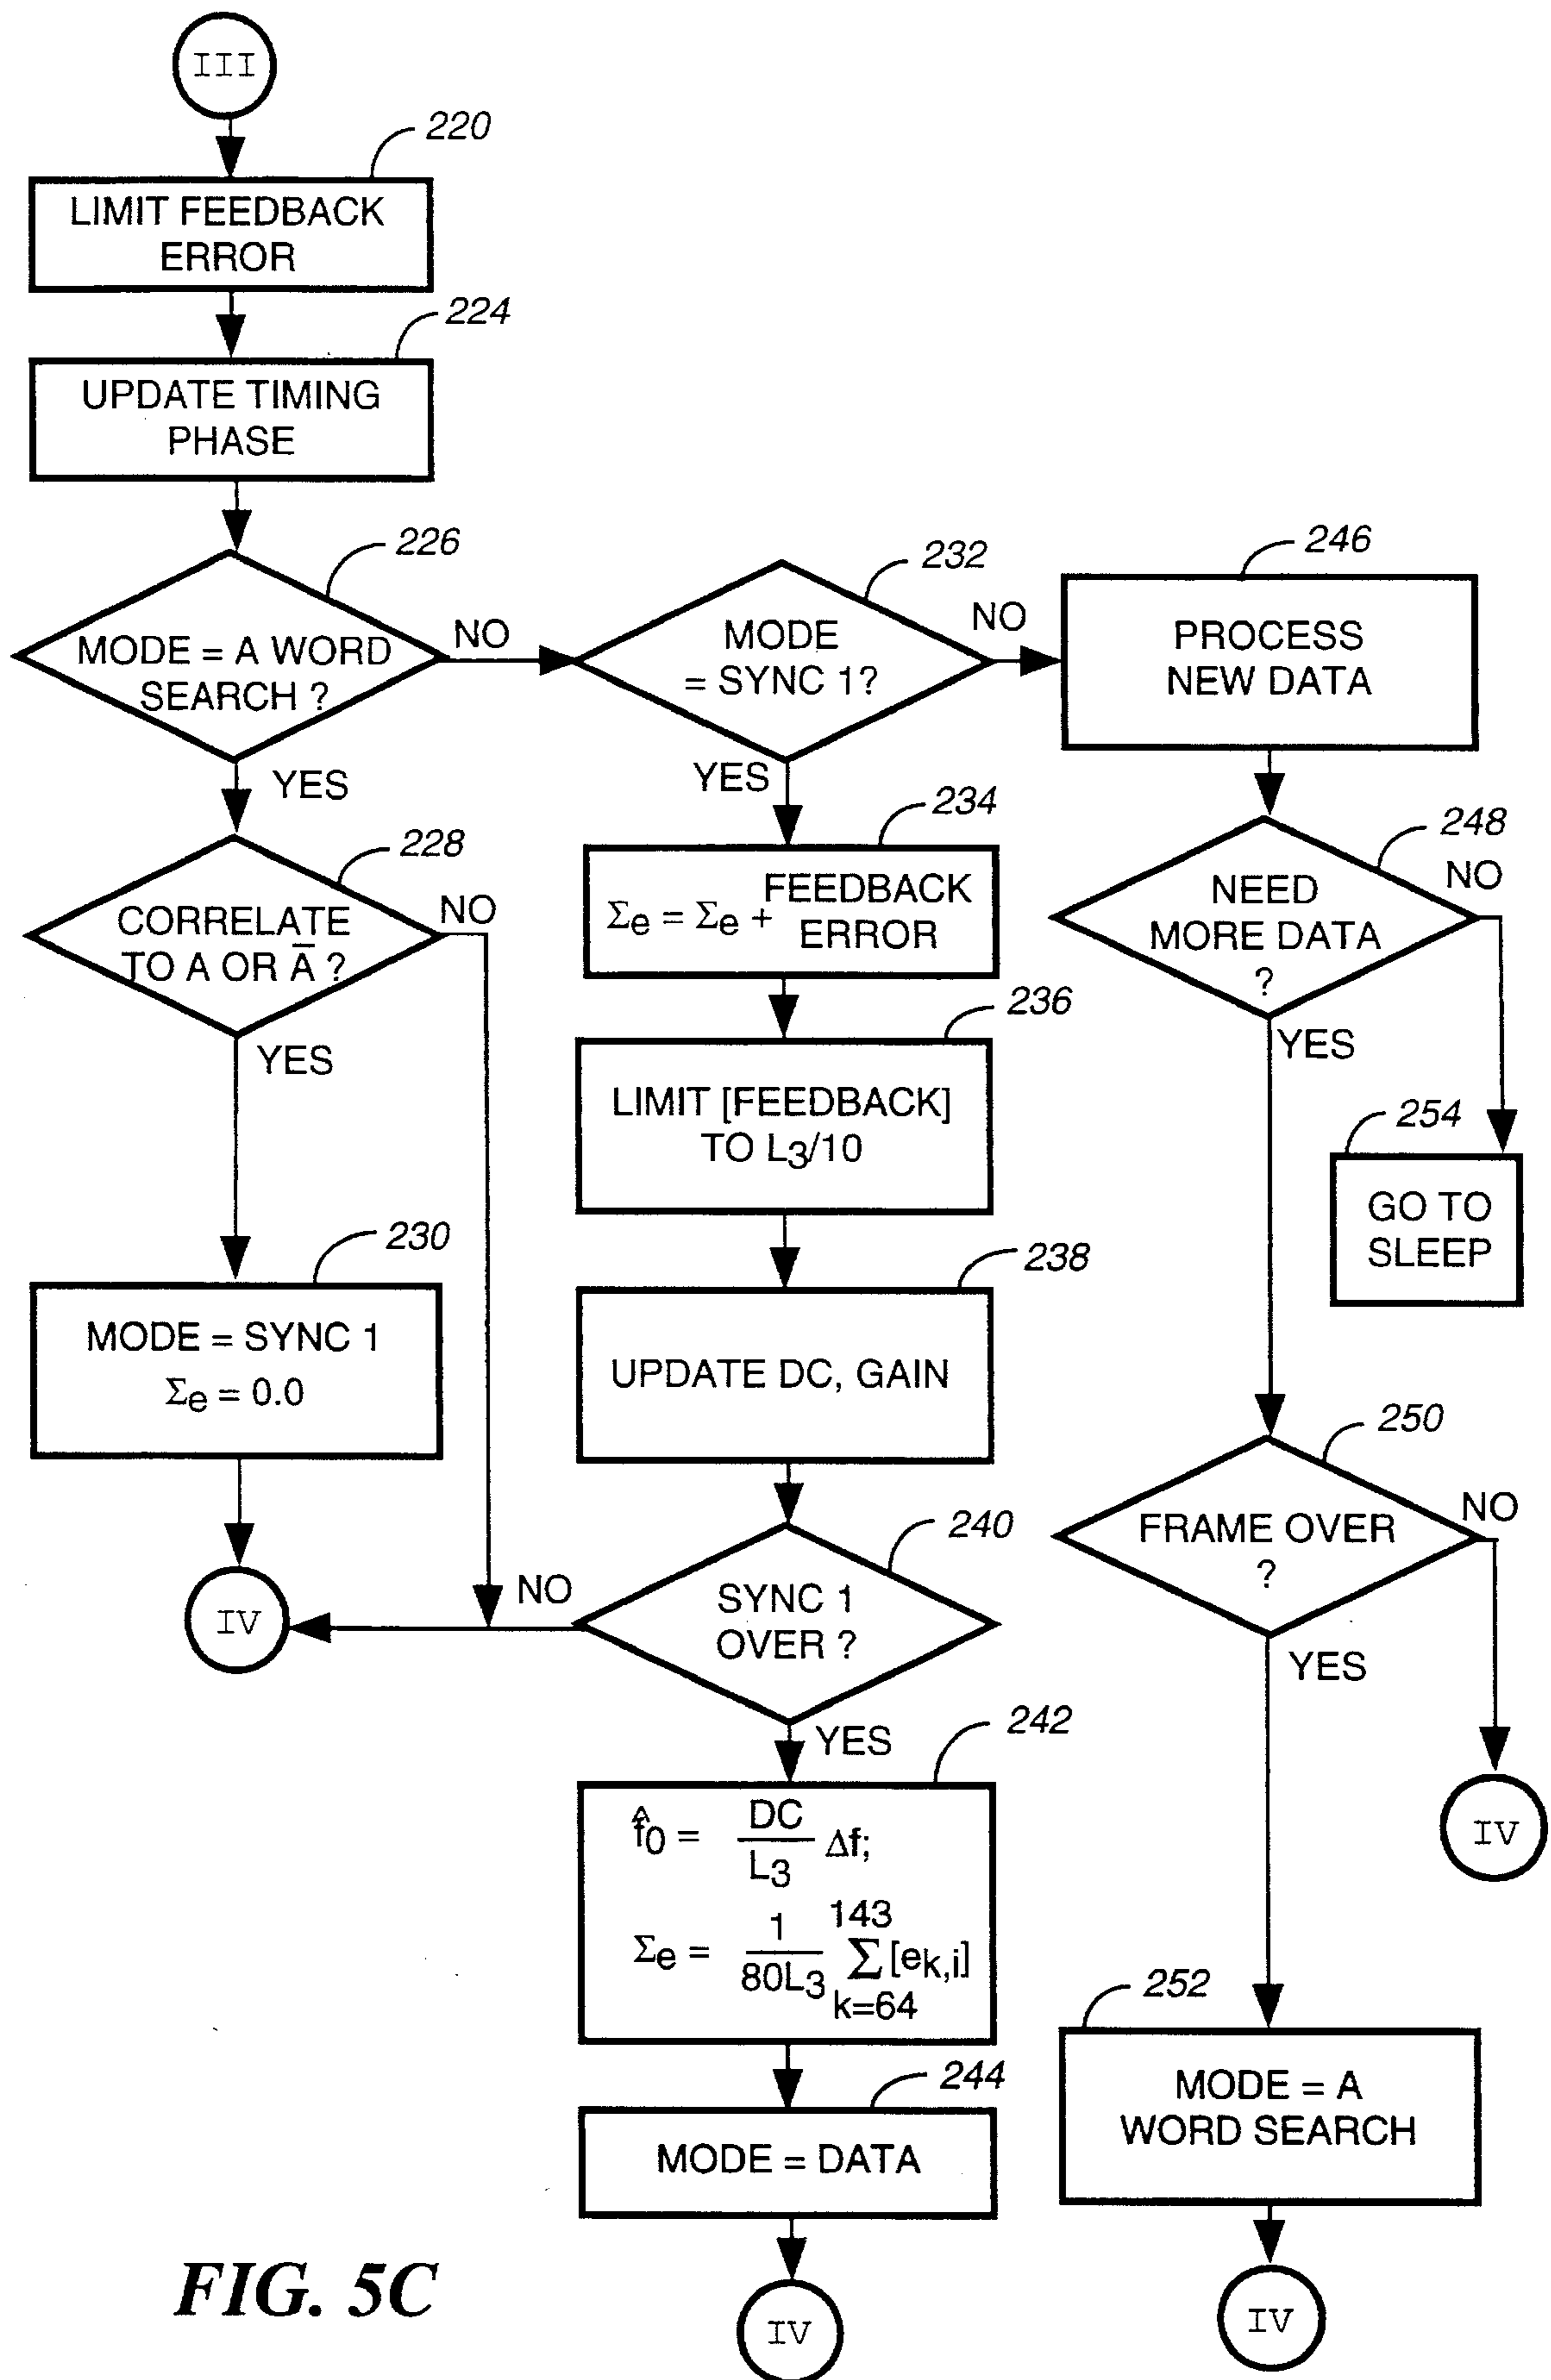 III
220
LIMIT FEEDBACK
ERROR
224
UPDATE TIMING
PHASE
226
MODE = A WORD
SEARCH ?
NO
YES
228
CORRELATE
TO A OR Ā ?
NO
YES
230
MODE = SYNC 1
Σe = 0.0
IV
232
MODE
= SYNC 1?
NO
YES
234
Σe = Σe + FEEDBACK
ERROR
236
LIMIT [FEEDBACK]
TO L3/10
238
UPDATE DC, GAIN
240
SYNC 1
OVER ?
NO
YES
242
f̂0 = DC/L3 Δf;
Σe = 1/80L3 143 Σ k=64 [ek,i]
244
MODE = DATA
IV
246
PROCESS
NEW DATA
248
NEED
MORE DATA
?
NO
YES
254
GO TO
SLEEP
250
FRAME OVER
?
NO
YES
IV
252
MODE = A
WORD SEARCH
IV
FIG. 5C